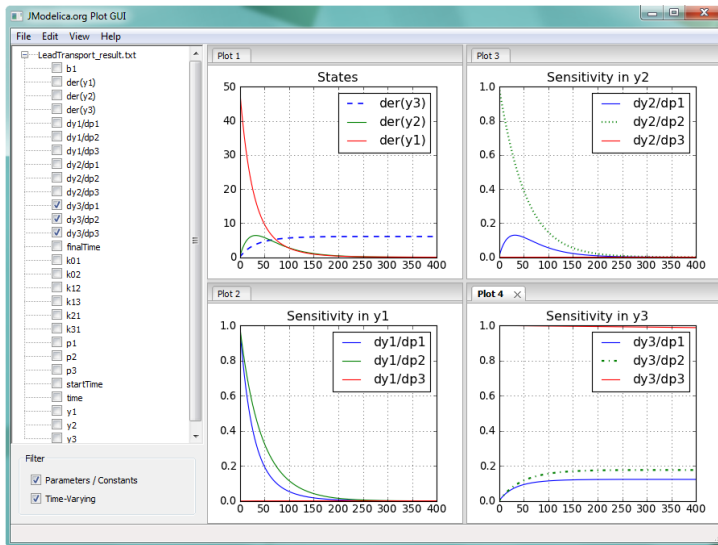 JModelica.org Plot GUI
File Edit View Help
LeadTransport_result.txt
b1
der(y1)
der(y2)
der(y3)
dy1/dp1
dy1/dp2
dy1/dp3
dy2/dp1
dy2/dp2
dy2/dp3
dy3/dp1
dy3/dp2
dy3/dp3
finalTime
k01
k02
k12
k13
k21
k31
p1
p2
p3
startTime
time
y1
y2
y3
Filter
Parameters / Constants
Time-Varying
Plot 1
States
50
40
30
20
10
0
0 50 100 150 200 250 300 350 400
der(y3)
der(y2)
der(y1)
Plot 3
Sensitivity in y2
1.0
0.8
0.6
0.4
0.2
0.0
0 50 100 150 200 250 300 350 400
dy2/dp1
dy2/dp2
dy2/dp3
Plot 2
Sensitivity in y1
1.0
0.8
0.6
0.4
0.2
0.0
0 50 100 150 200 250 300 350 400
dy1/dp1
dy1/dp2
dy1/dp3
Plot 4
Sensitivity in y3
1.0
0.8
0.6
0.4
0.2
0.0
0 50 100 150 200 250 300 350 400
dy3/dp1
dy3/dp2
dy3/dp3